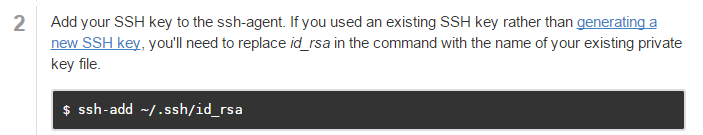 2
Add your SSH key to the ssh-agent. If you used an existing SSH key rather than generating a
new SSH key, you'll need to replace id_rsa in the command with the name of your existing private
key file.
$ ssh-add ~/.ssh/id_rsa